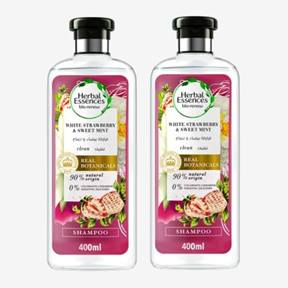 Herbal
Essences
bio:renew
WHITE STRAWBERRY
& SWEET MINT
clean
REAL
BOTANICALS
90% natural
origin
0%
SHAMPOO
400ml
Herbal
Essences
bio:renew
WHITE STRAWBERRY
& SWEET MINT
clean
REAL
BOTANICALS
90% natural
origin
0%
SHAMPOO
400ml